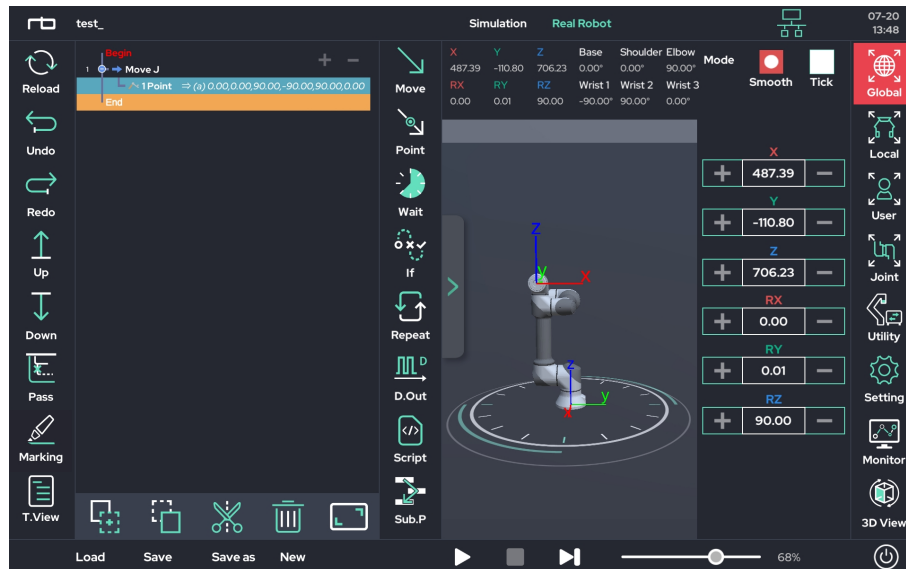 rb
test_
Simulation Real Robot
07-20
13:48
Reload
Undo
Redo
Up
Down
Pass
Marking
T.View
Begin
+ −
1 Move J
1 Point ⇒ (a) 0.00,0.00,90.00,-90.00,90.00,0.00
End
Move
Point
Wait
If
Repeat
D
D.Out
</>
Script
Sub.P
X Y Z Base Shoulder Elbow
487.39 -110.80 706.23 0.00° 0.00° 90.00°
RX RY RZ Wrist 1 Wrist 2 Wrist 3
0.00 0.01 90.00 -90.00° 90.00° 0.00°
Mode
Smooth Tick
z
y x
z
y
x
X
+ 487.39 −
Y
+ -110.80 −
Z
+ 706.23 −
RX
+ 0.00 −
RY
+ 0.01 −
RZ
+ 90.00 −
Global
Local
User
Joint
Utility
Setting
Monitor
3D View
Load Save Save as New
68%